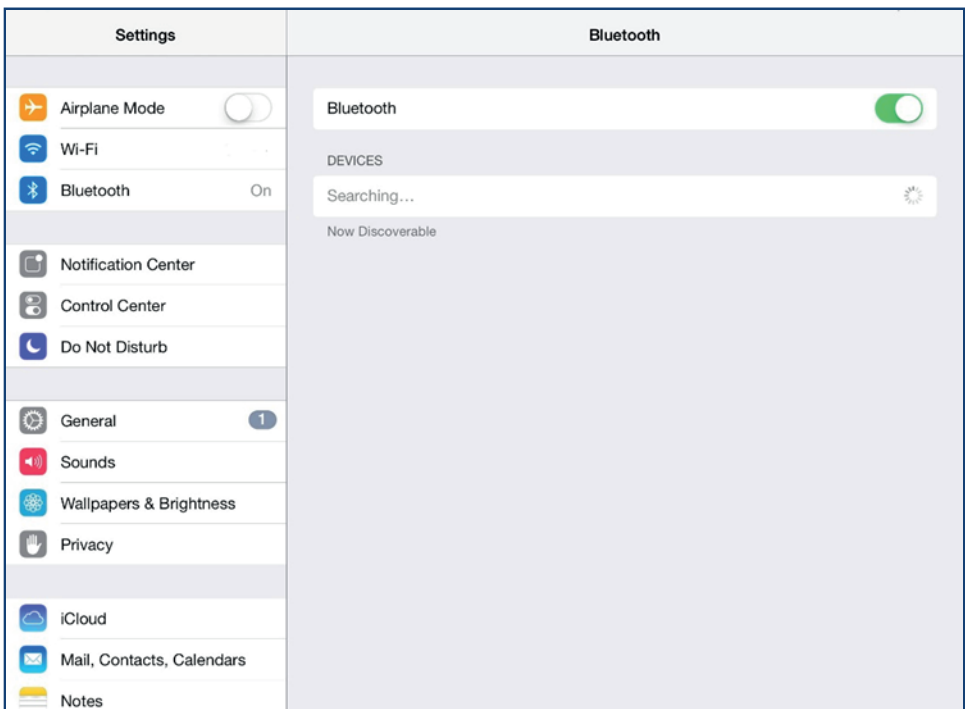 Settings
Airplane Mode
Wi-Fi
Bluetooth On
Notification Center
Control Center
Do Not Disturb
General 1
Sounds
Wallpapers & Brightness
Privacy
iCloud
Mail, Contacts, Calendars
Notes
Bluetooth
Bluetooth
DEVICES
Searching...
Now Discoverable